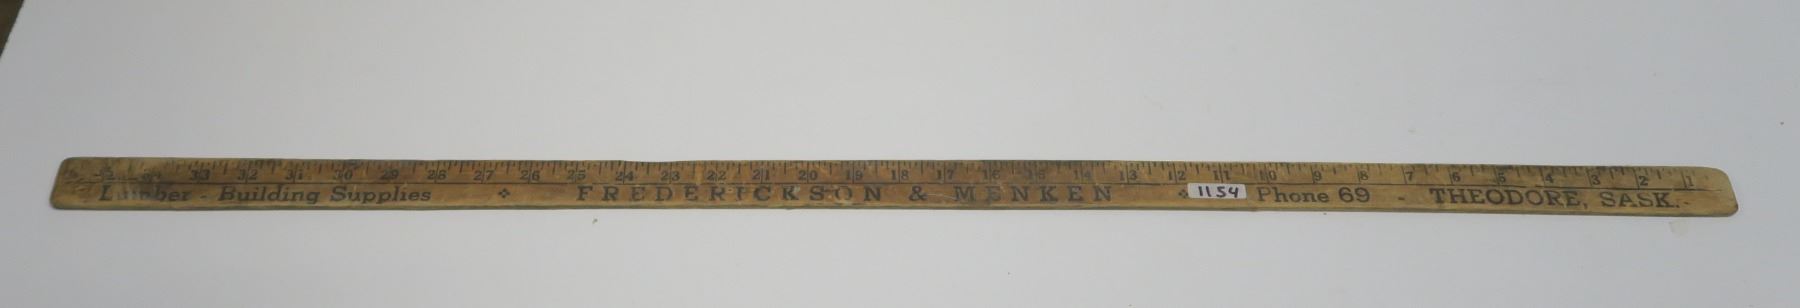 33 32 31 30 29 28 27 26 25 24 23 22 21 20 19 18 17 16 15 14 13 12 11 10 9 8 7 6 5 4 3 2 1
Lumber - Building Supplies FREDERICKSON & MENKEN 1154 Phone 69 - THEODORE, SASK.